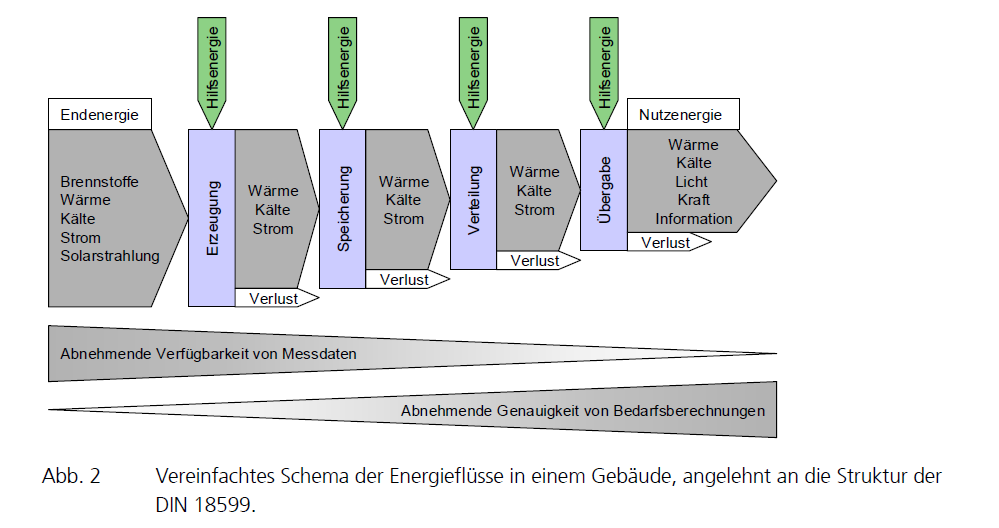 Hilfsenergie
Hilfsenergie
Hilfsenergie
Hilfsenergie
Endenergie
Brennstoffe
Wärme
Kälte
Strom
Solarstrahlung
Erzeugung
Wärme
Kälte
Strom
Verlust
Speicherung
Wärme
Kälte
Strom
Verlust
Verteilung
Wärme
Kälte
Strom
Verlust
Übergabe
Nutzenergie
Wärme
Kälte
Licht
Kraft
Information
Verlust
Abnehmende Verfügbarkeit von Messdaten
Abnehmende Genauigkeit von Bedarfsberechnungen
Abb. 2 Vereinfachtes Schema der Energieflüsse in einem Gebäude, angelehnt an die Struktur der
DIN 18599.